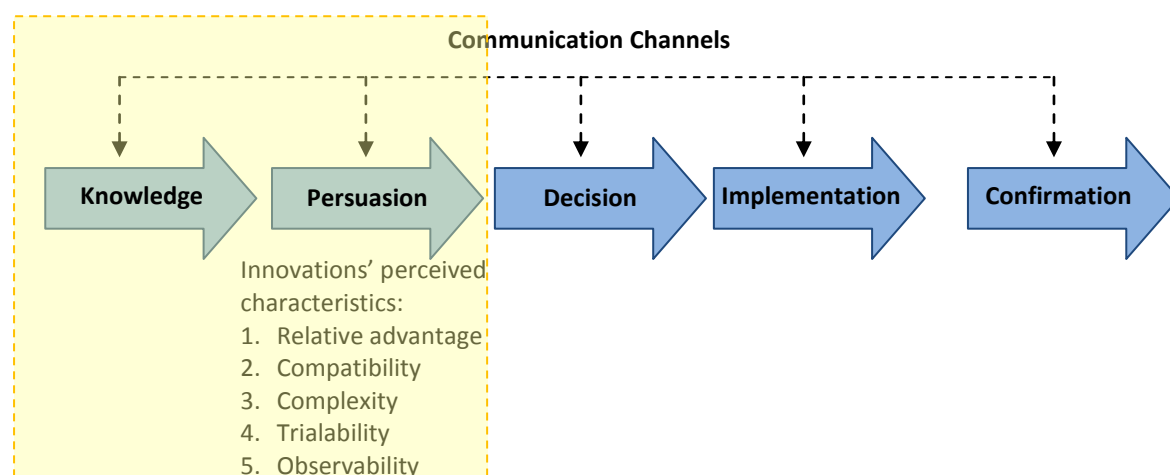 Communication Channels
Knowledge
Persuasion
Decision
Implementation
Confirmation
Innovations’ perceived
characteristics:
1. Relative advantage
2. Compatibility
3. Complexity
4. Trialability
5. Observability